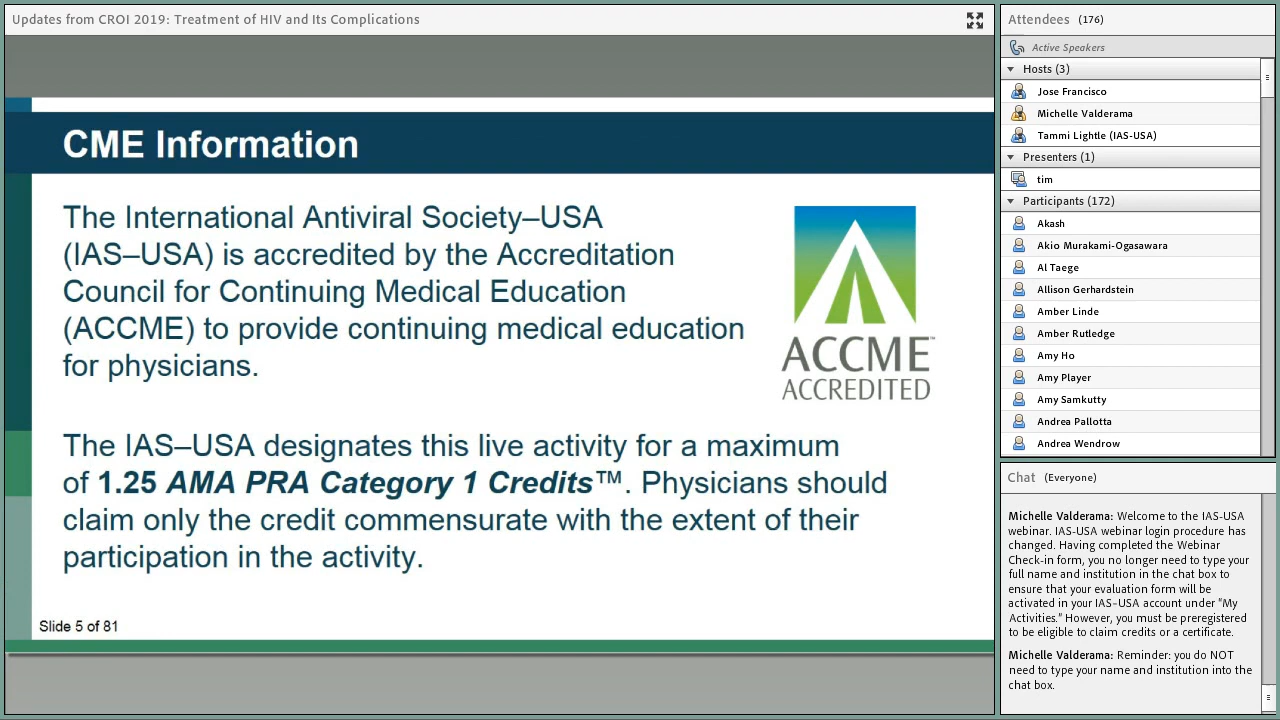 Updates from CROI 2019: Treatment of HIV and Its Complications
CME Information
The International Antiviral Society–USA
(IAS–USA) is accredited by the Accreditation
Council for Continuing Medical Education
(ACCME) to provide continuing medical education
for physicians.
ACCME™
ACCREDITED
The IAS–USA designates this live activity for a maximum
of 1.25 AMA PRA Category 1 Credits™. Physicians should
claim only the credit commensurate with the extent of their
participation in the activity.
Slide 5 of 81
Attendees (176)
Active Speakers
Hosts (3)
Jose Francisco
Michelle Valderama
Tammi Lightle (IAS-USA)
Presenters (1)
tim
Participants (172)
Akash
Akio Murakami-Ogasawara
Al Taege
Allison Gerhardstein
Amber Linde
Amber Rutledge
Amy Ho
Amy Player
Amy Samkutty
Andrea Pallotta
Andrea Wendrow
Chat (Everyone)
Michelle Valderama: Welcome to the IAS-USA
webinar. IAS-USA webinar login procedure has
changed. Having completed the Webinar
Check-in form, you no longer need to type your
full name and institution in the chat box to
ensure that your evaluation form will be
activated in your IAS-USA account under "My
Activities." However, you must be preregistered
to be eligible to claim credits or a certificate.
Michelle Valderama: Reminder: you do NOT
need to type your name and institution into the
chat box.